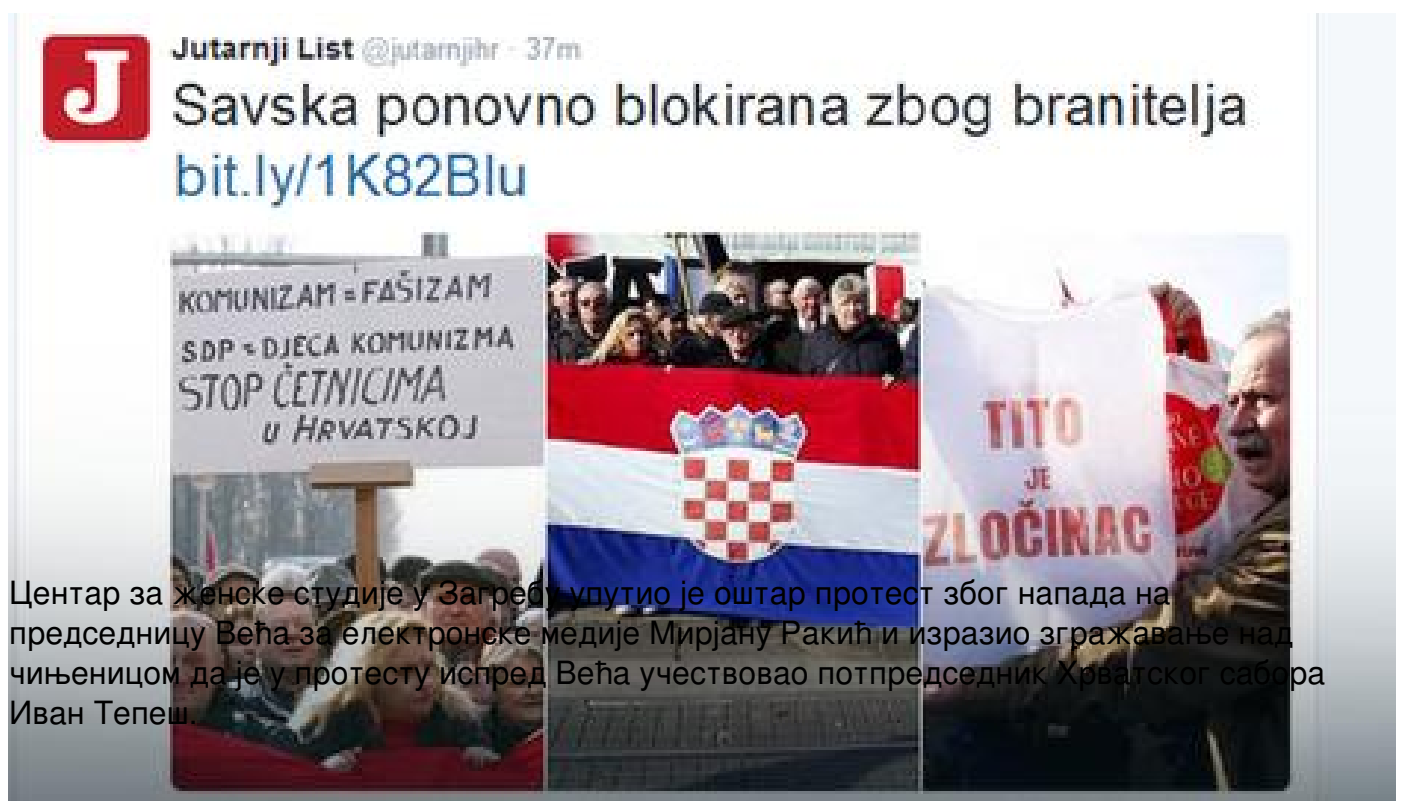 J
Jutarnji List @jutarnjihr · 37m
Savska ponovno blokirana zbog branitelja
bit.ly/1K82Blu
KOMUNIZAM = FAŠIZAM
SDP = DJECA KOMUNIZMA
STOP ČETNICIMA
U HRVATSKOJ
TITO
JE
ZLOČINAC
Центар за женске студије у Загребу упутио је оштар протест због напада на
председницу Већа за електронске медије Мирјану Ракић и изразио згражавање над
чињеницом да је у протесту испред Већа учествовао потпредседник Хрватског сабора
Иван Тепеш.